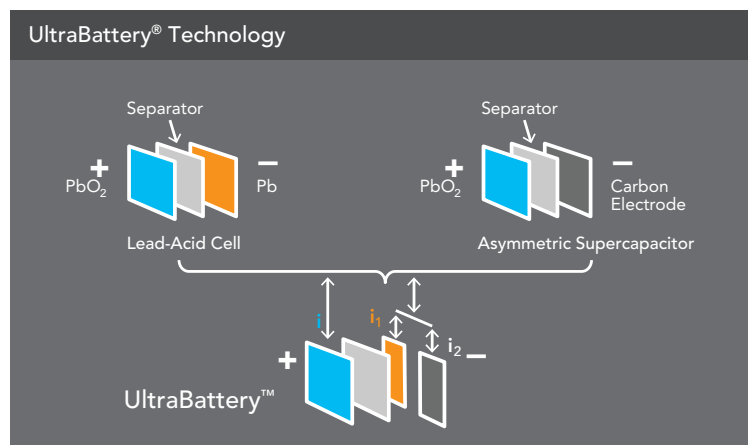 UltraBattery® Technology
Separator
+
PbO₂
−
Pb
Lead-Acid Cell
Separator
+
PbO₂
−
Carbon
Electrode
Asymmetric Supercapacitor
i
i₁
i₂
+
−
UltraBattery™